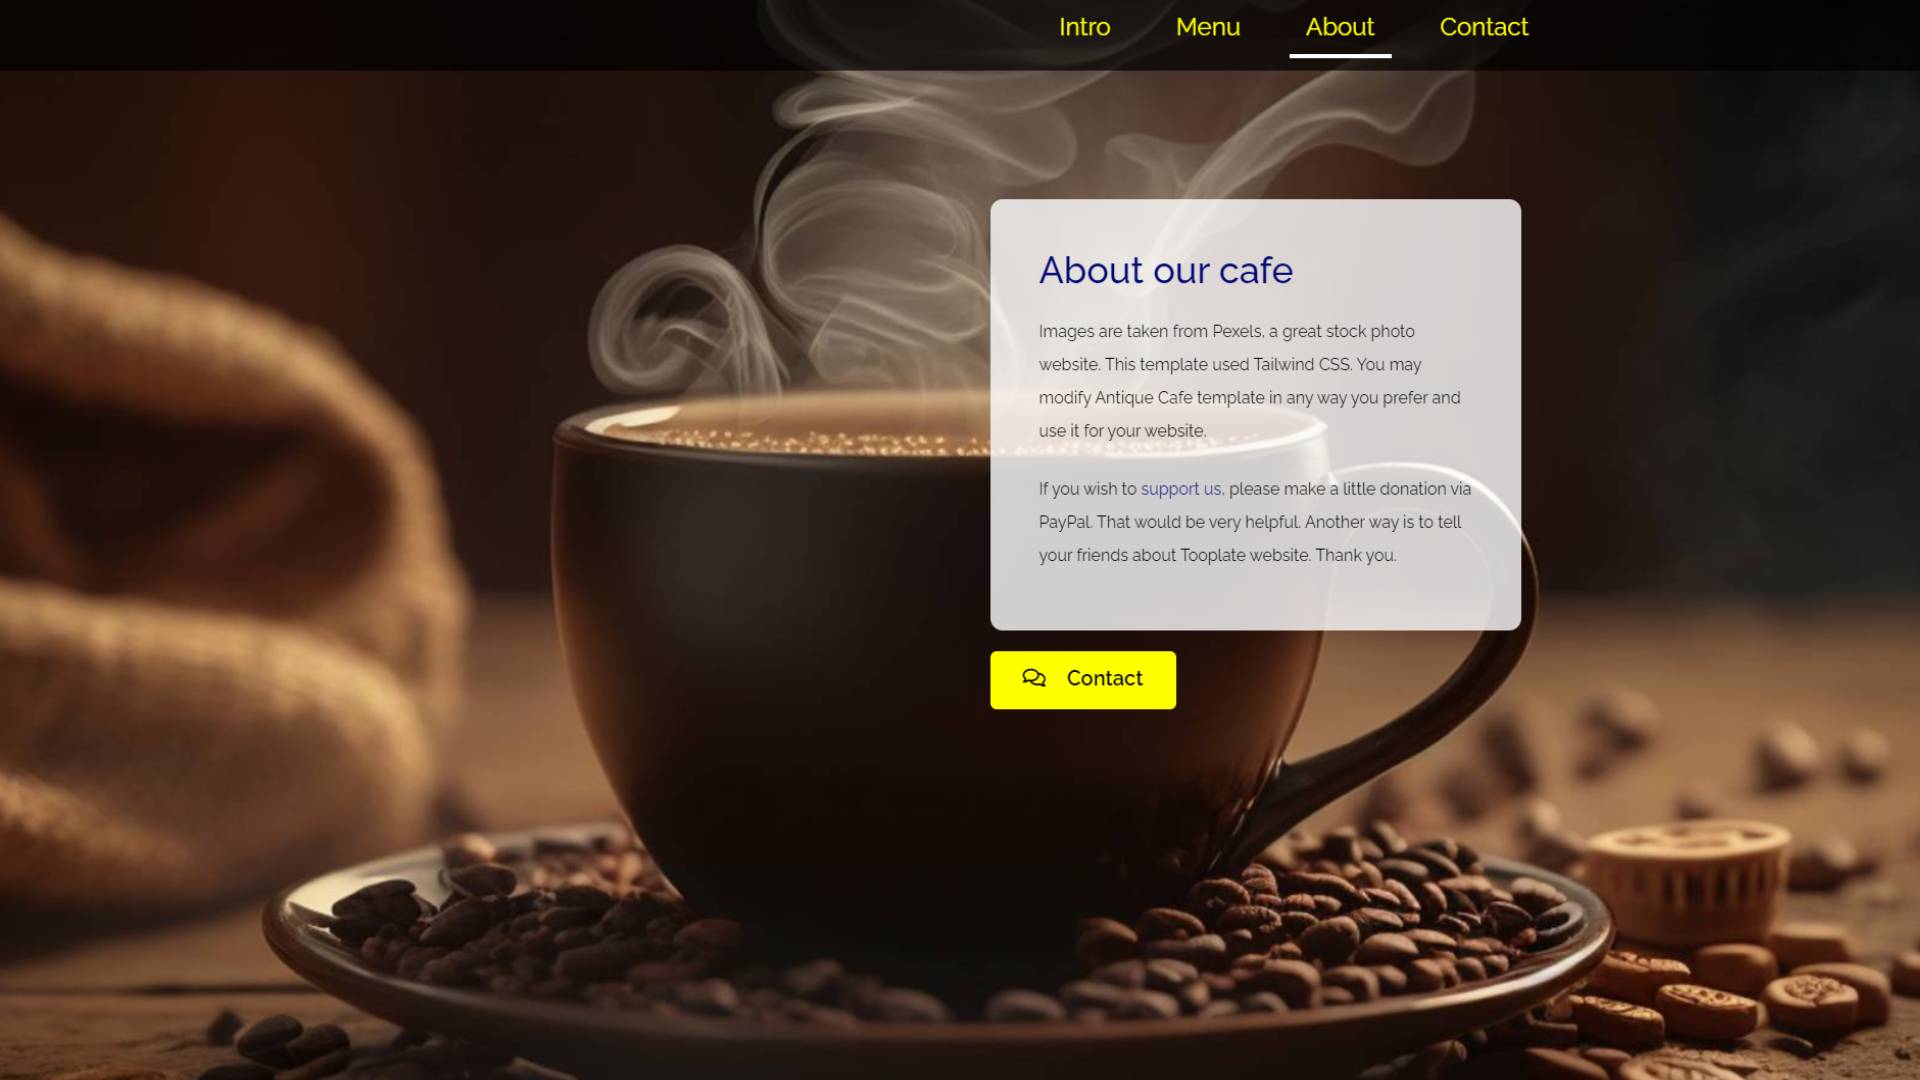 Intro Menu About Contact
About our cafe
Images are taken from Pexels, a great stock photo
website. This template used Tailwind CSS. You may
modify Antique Cafe template in any way you prefer and
use it for your website.
If you wish to support us, please make a little donation via
PayPal. That would be very helpful. Another way is to tell
your friends about Tooplate website. Thank you.
Contact